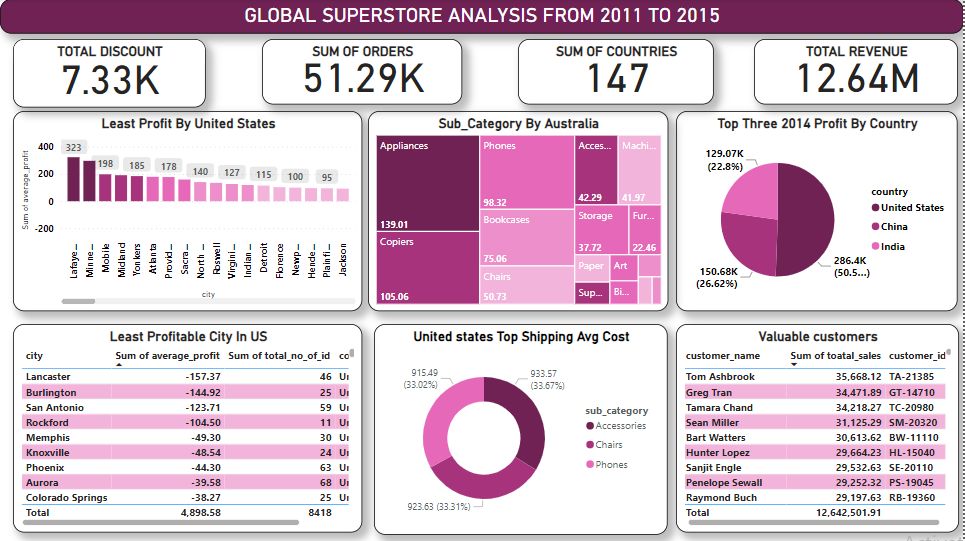 GLOBAL SUPERSTORE ANALYSIS FROM 2011 TO 2015
TOTAL DISCOUNT
7.33K
SUM OF ORDERS
51.29K
SUM OF COUNTRIES
147
TOTAL REVENUE
12.64M
Least Profit By United States
Sum of average_profit
400
200
0
-200
323
198
185
178
140
127
115
100
95
Lafaye...
Minne...
Mobile
Midland
Yonkers
Atlanta
Provid...
Sacra...
North ...
Roswell
Virgini...
Indian...
Detroit
Florence
Newp...
Hende...
Plainfi...
Jackson
city
Sub_Category By Australia
Appliances
139.01
Copiers
105.06
Phones
98.32
Bookcases
75.06
Chairs
50.73
Acces...
42.29
Machi...
41.97
Storage
37.72
Fur...
22.46
Paper
Art
Sup...
Bi...
Top Three 2014 Profit By Country
129.07K
(22.8%)
150.68K
(26.62%)
286.4K
(50.5...)
country
United States
China
India
Least Profitable City In US
city Sum of average_profit Sum of total_no_of_id co
Lancaster -157.37 46 Ur
Burlington -144.92 25 Ur
San Antonio -123.71 59 Ur
Rockford -104.50 11 Ur
Memphis -49.30 30 Ur
Knoxville -48.54 24 Ur
Phoenix -44.30 63 Ur
Aurora -39.58 68 Ur
Colorado Springs -38.27 25 Ur
Total 4,898.58 8418
United states Top Shipping Avg Cost
915.49
(33.02%)
933.57
(33.67%)
923.63 (33.31%)
sub_category
Accessories
Chairs
Phones
Valuable customers
customer_name Sum of toatal_sales customer_id
Tom Ashbrook 35,668.12 TA-21385
Greg Tran 34,471.89 GT-14710
Tamara Chand 34,218.27 TC-20980
Sean Miller 31,125.29 SM-20320
Bart Watters 30,613.62 BW-11110
Hunter Lopez 29,664.23 HL-15040
Sanjit Engle 29,532.63 SE-20110
Penelope Sewall 29,252.32 PS-19045
Raymond Buch 29,197.63 RB-19360
Total 12,642,501.91